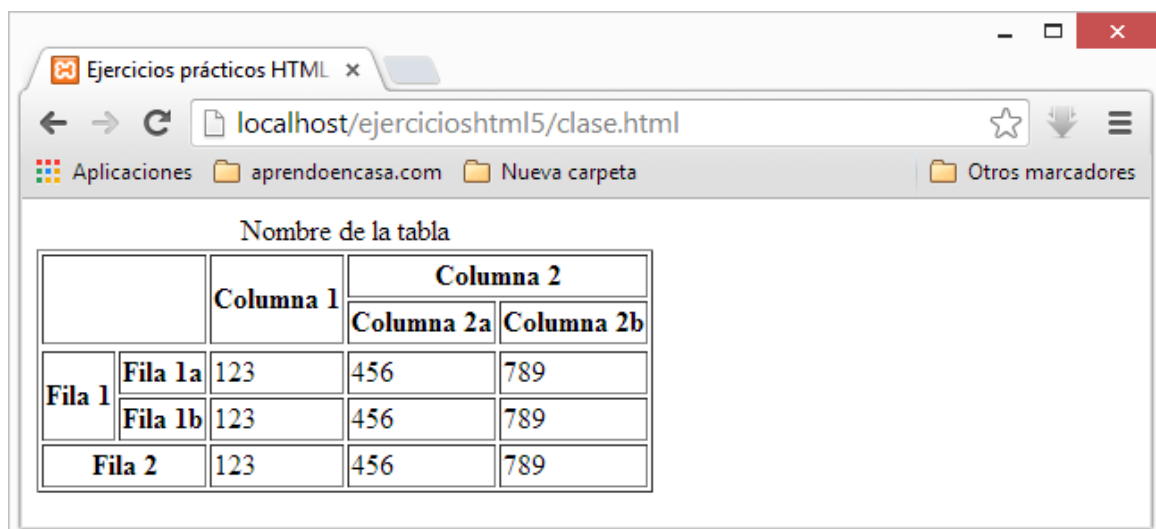 Ejercicios prácticos HTML
localhost/ejercicioshtml5/clase.html
Aplicaciones aprendoencasa.com Nueva carpeta Otros marcadores
Nombre de la tabla
Columna 1 Columna 2
Columna 2a Columna 2b
Fila 1 Fila 1a 123 456 789
Fila 1b 123 456 789
Fila 2 123 456 789